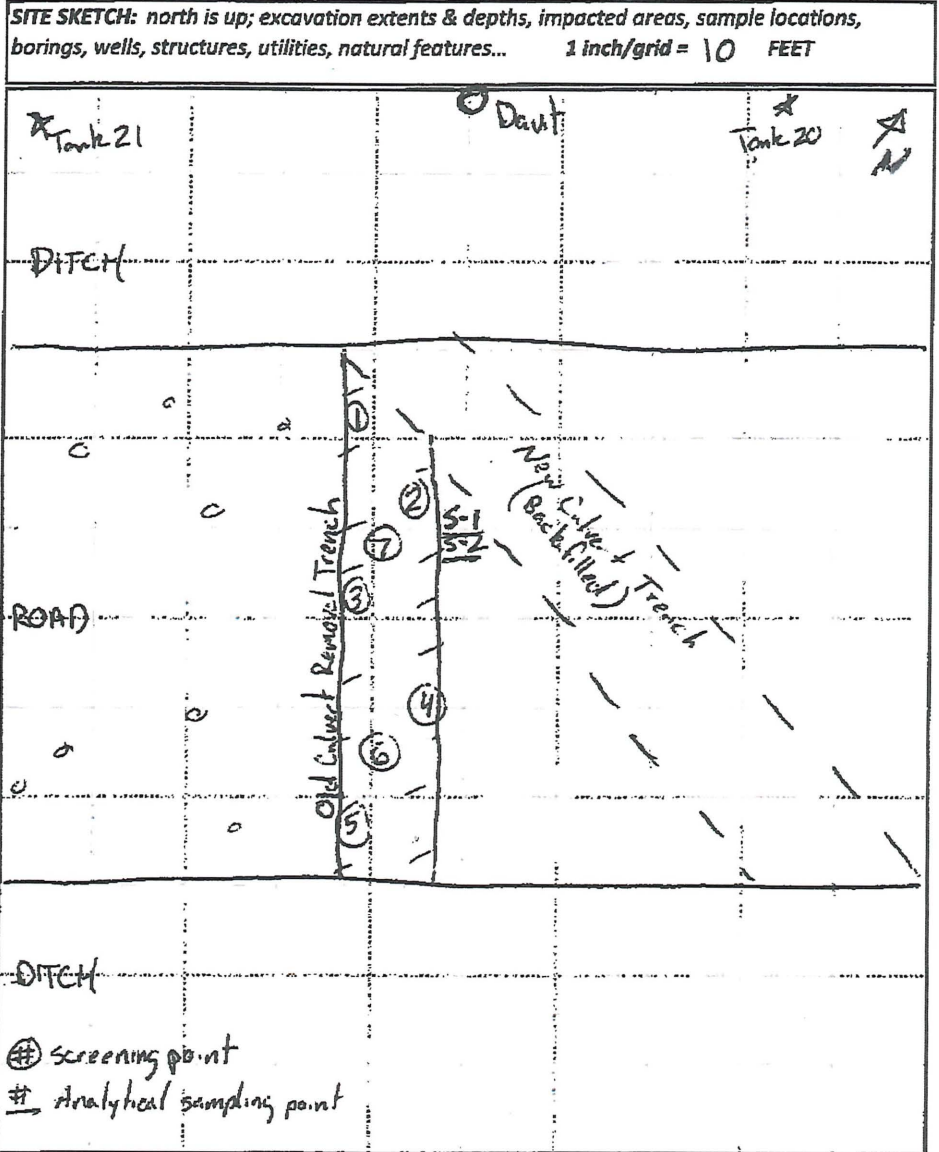 SITE SKETCH: north is up; excavation extents & depths, impacted areas, sample locations,
borings, wells, structures, utilities, natural features... 1 inch/grid = 10 FEET
Tank 21
Davit
Tank 20
N
DITCH
1
New Culvert Trench
(Backfilled)
2
S-1
S-2
7
Old Culvert Removal Trench
3
ROAD
4
6
5
DITCH
# screening point
# Analytical sampling point